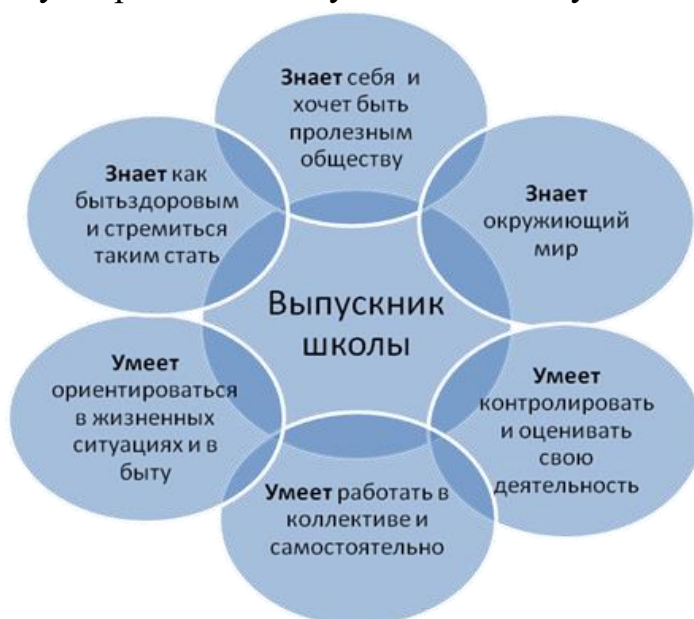 Знает себя и
хочет быть
пролезным
обществу
Знает
окружиющий
мир
Умеет
контролировать
и оценивать
свою
деятельность
Умеет работать в
коллективе и
самостоятельно
Умеет
ориентироваться
в жизненных
ситуациях и в
быту
Знает как
бытьздоровым
и стремиться
таким стать
Выпускник
школы